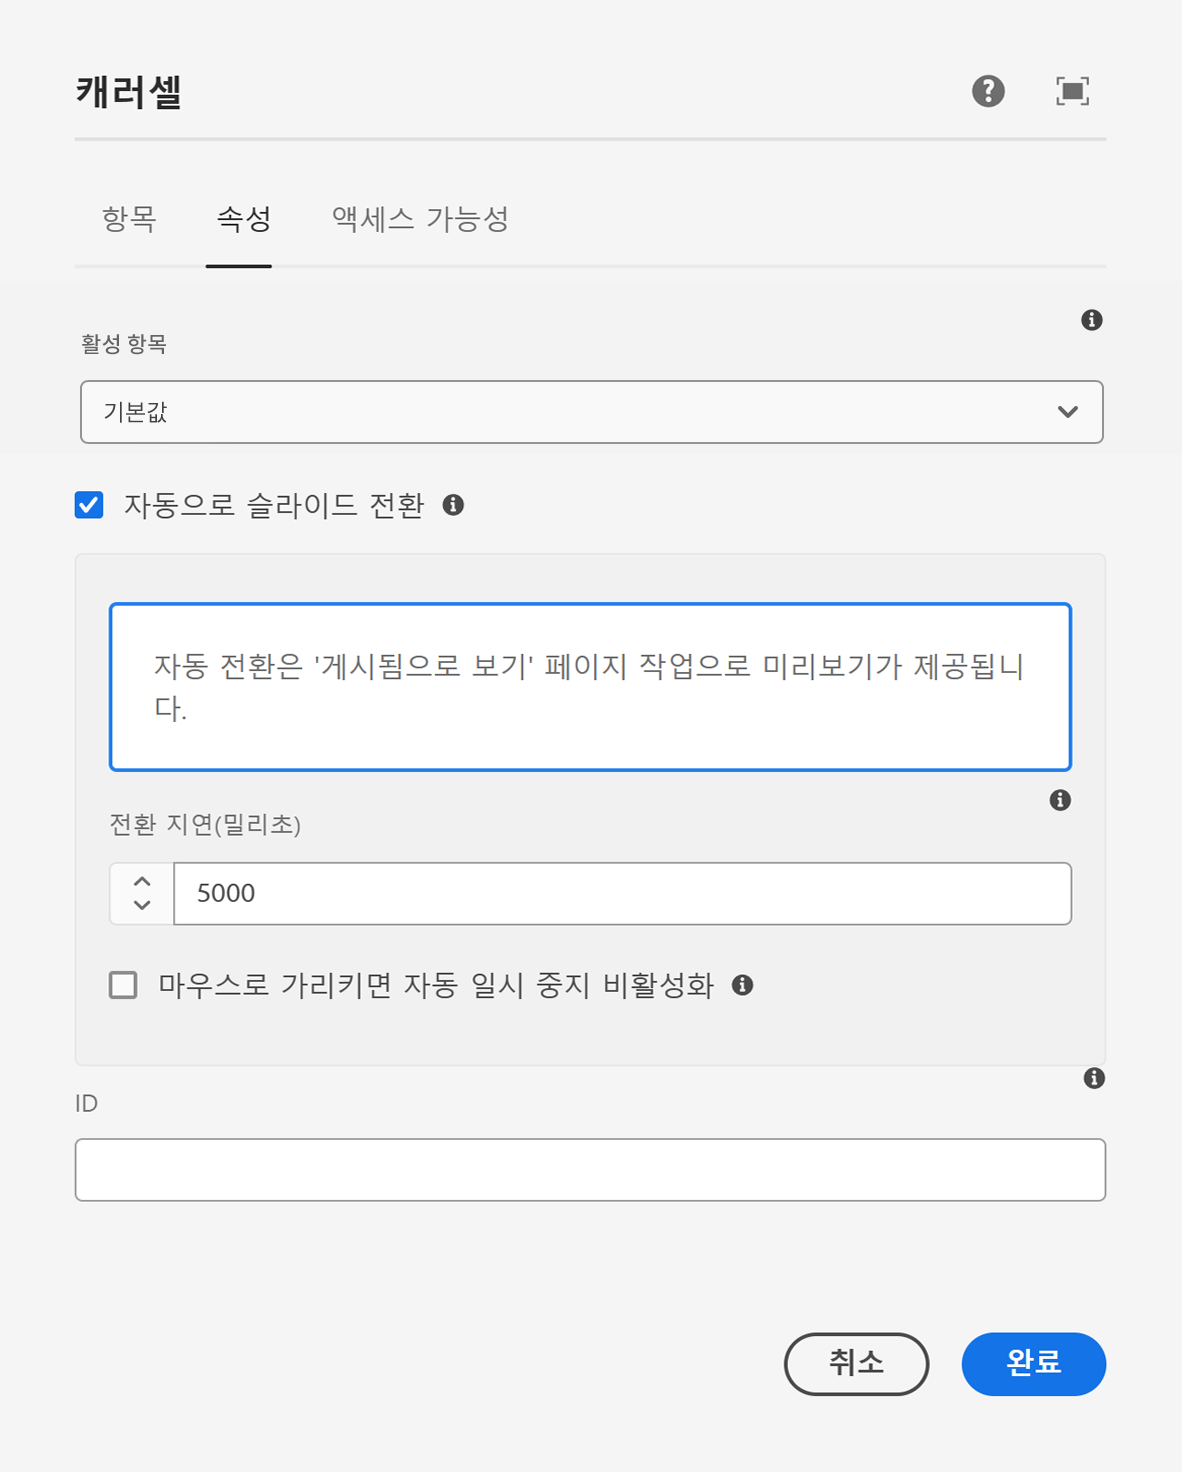 캐러셀
항목 속성 액세스 가능성
활성 항목
기본값
자동으로 슬라이드 전환
자동 전환은 '게시됨으로 보기' 페이지 작업으로 미리보기가 제공됩니
다.
전환 지연(밀리초)
5000
마우스로 가리키면 자동 일시 중지 비활성화
ID
취소 완료